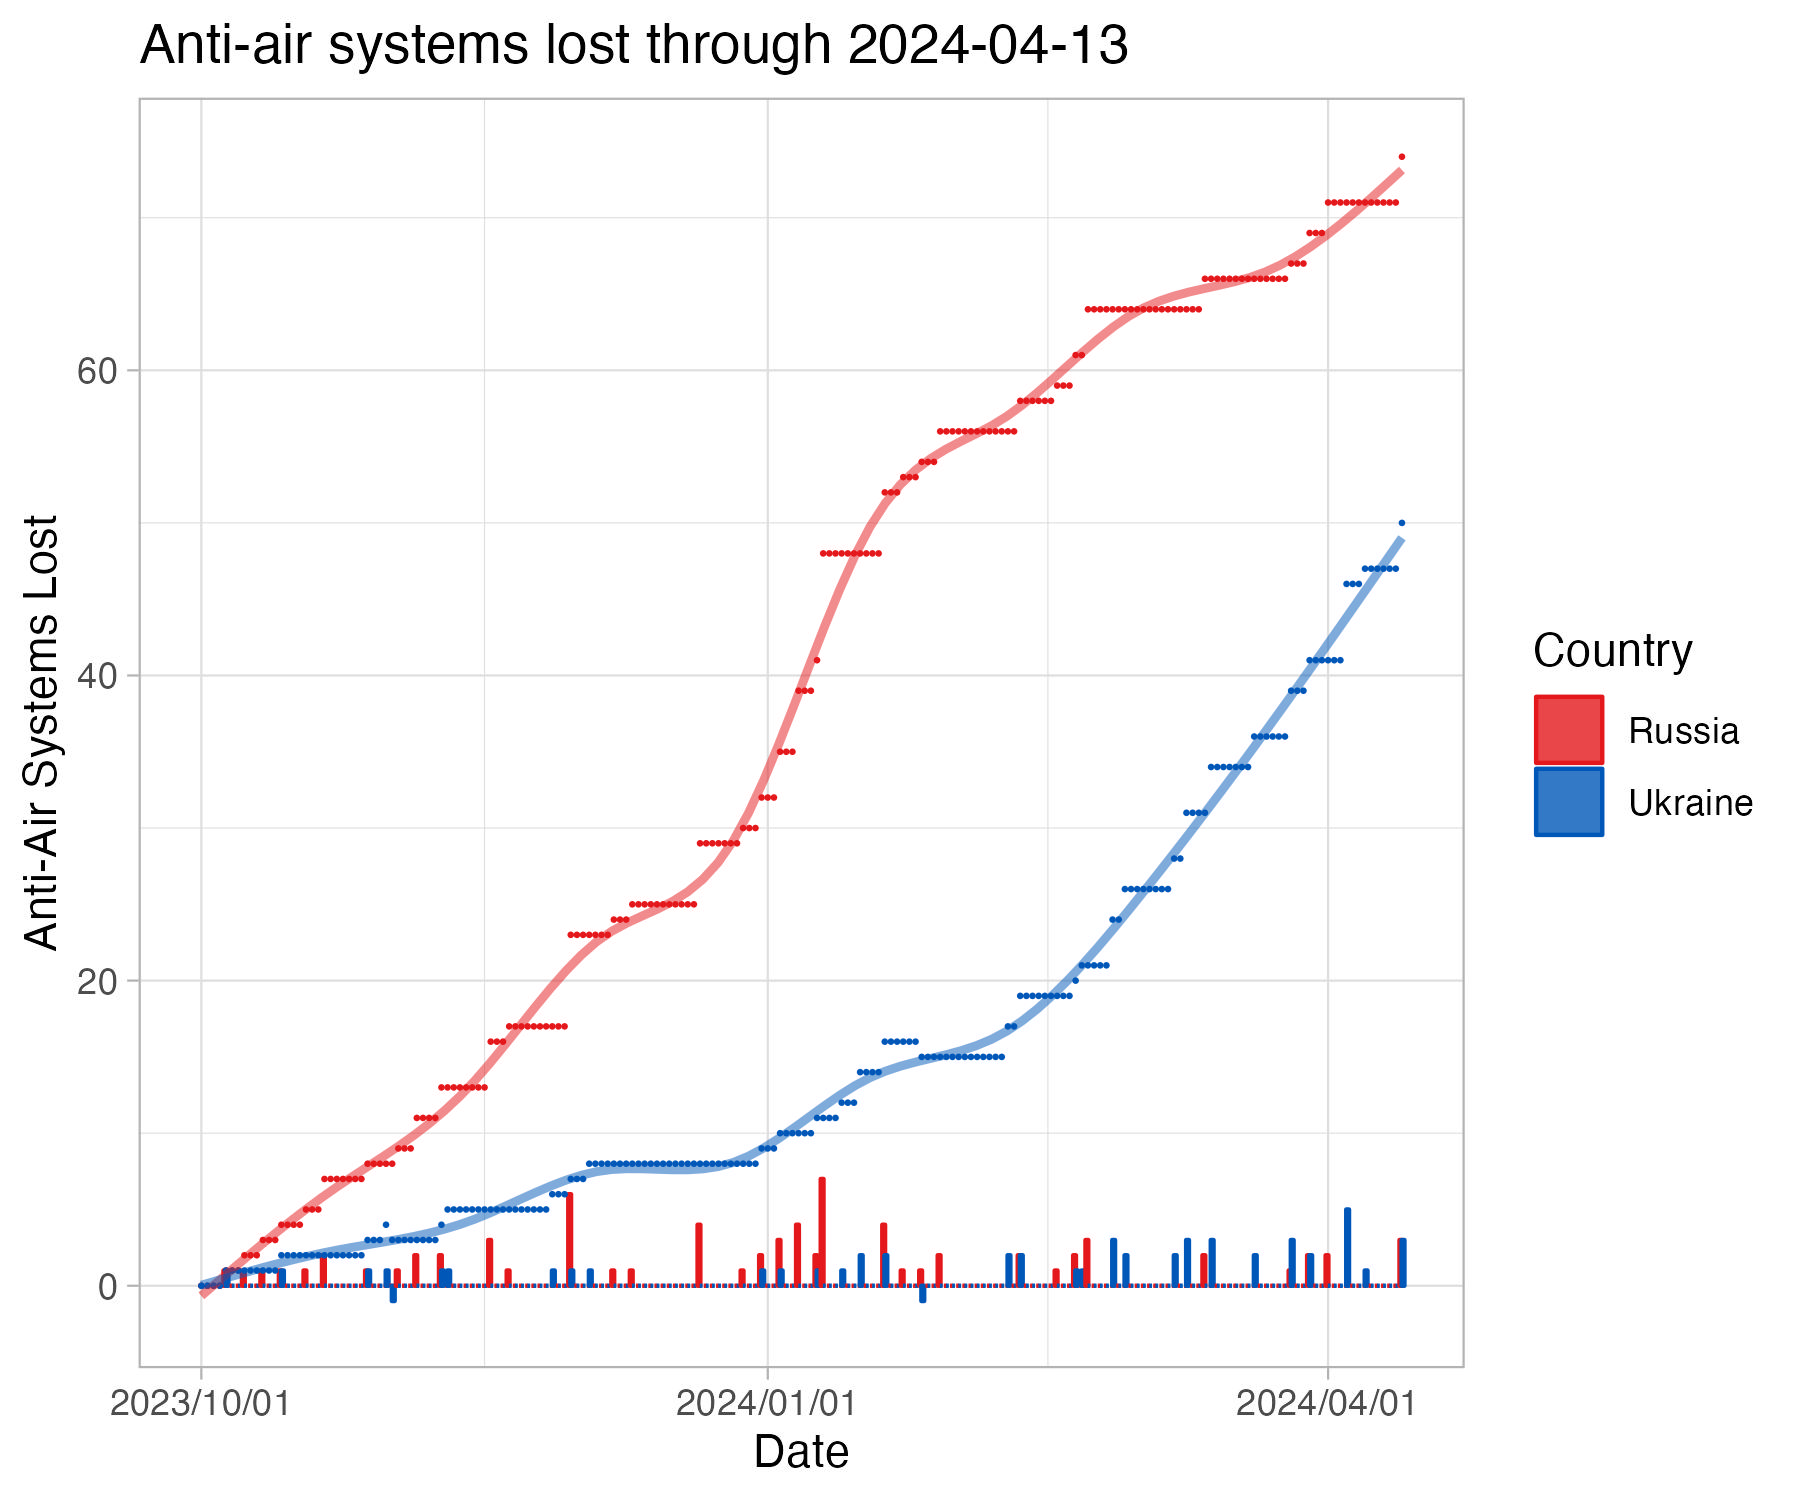 Anti-air systems lost through 2024-04-13
Anti-Air Systems Lost
60
40
20
0
2023/10/01
2024/01/01
2024/04/01
Date
Country
Russia
Ukraine